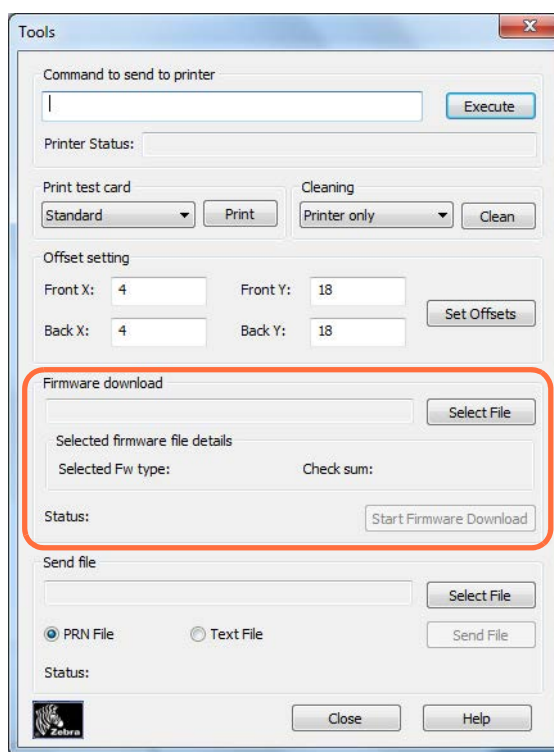 Tools
Command to send to printer
Execute
Printer Status:
Print test card
Cleaning
Standard
Print
Printer only
Clean
Offset setting
Front X: 4 Front Y: 18
Set Offsets
Back X: 4 Back Y: 18
Firmware download
Select File
Selected firmware file details
Selected Fw type: Check sum:
Status:
Start Firmware Download
Send file
Select File
PRN File
Text File
Send File
Status:
Zebra
Close
Help